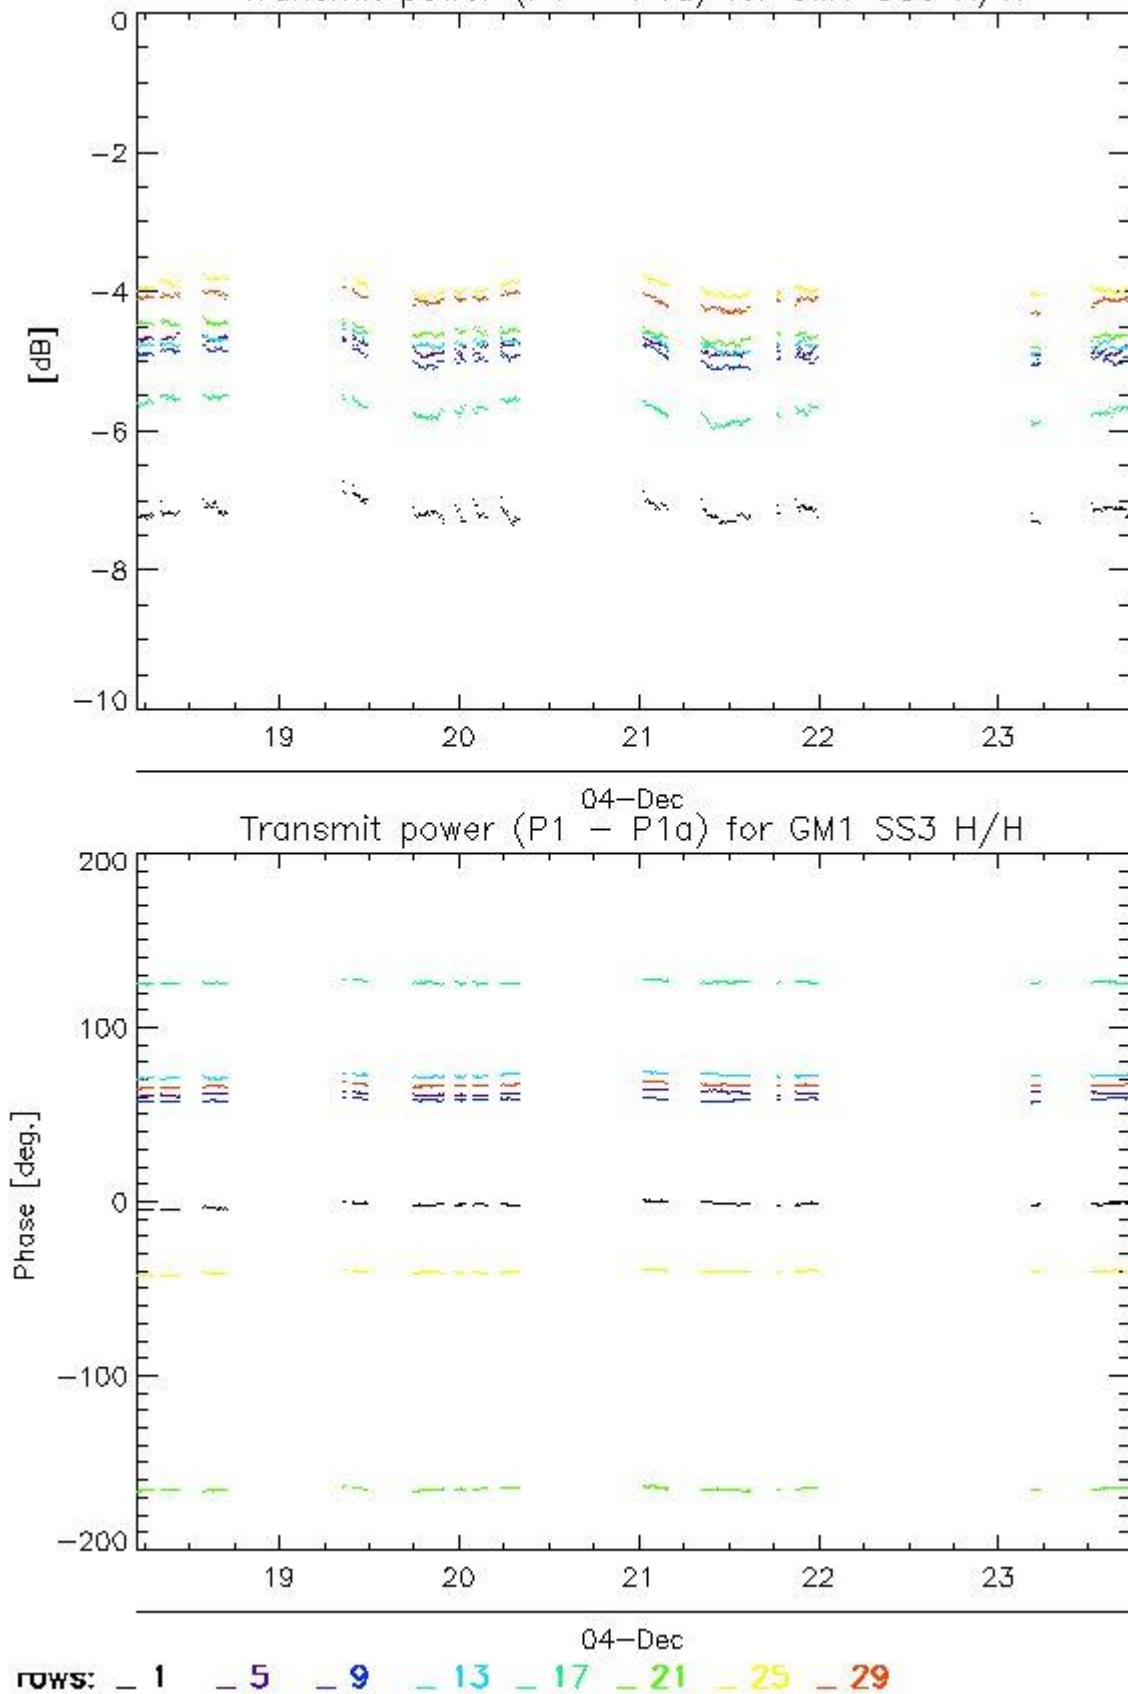 0
−2
−4
−6
−8
−10
[dB]
19 20 21 22 23
04−Dec
Transmit power (P1 − P1a) for GM1 SS3 H/H
200
100
0
−100
−200
Phase [deg.]
19 20 21 22 23
04−Dec
rows: _ 1 _ 5 _ 9 _ 13 _ 17 _ 21 _ 25 _ 29